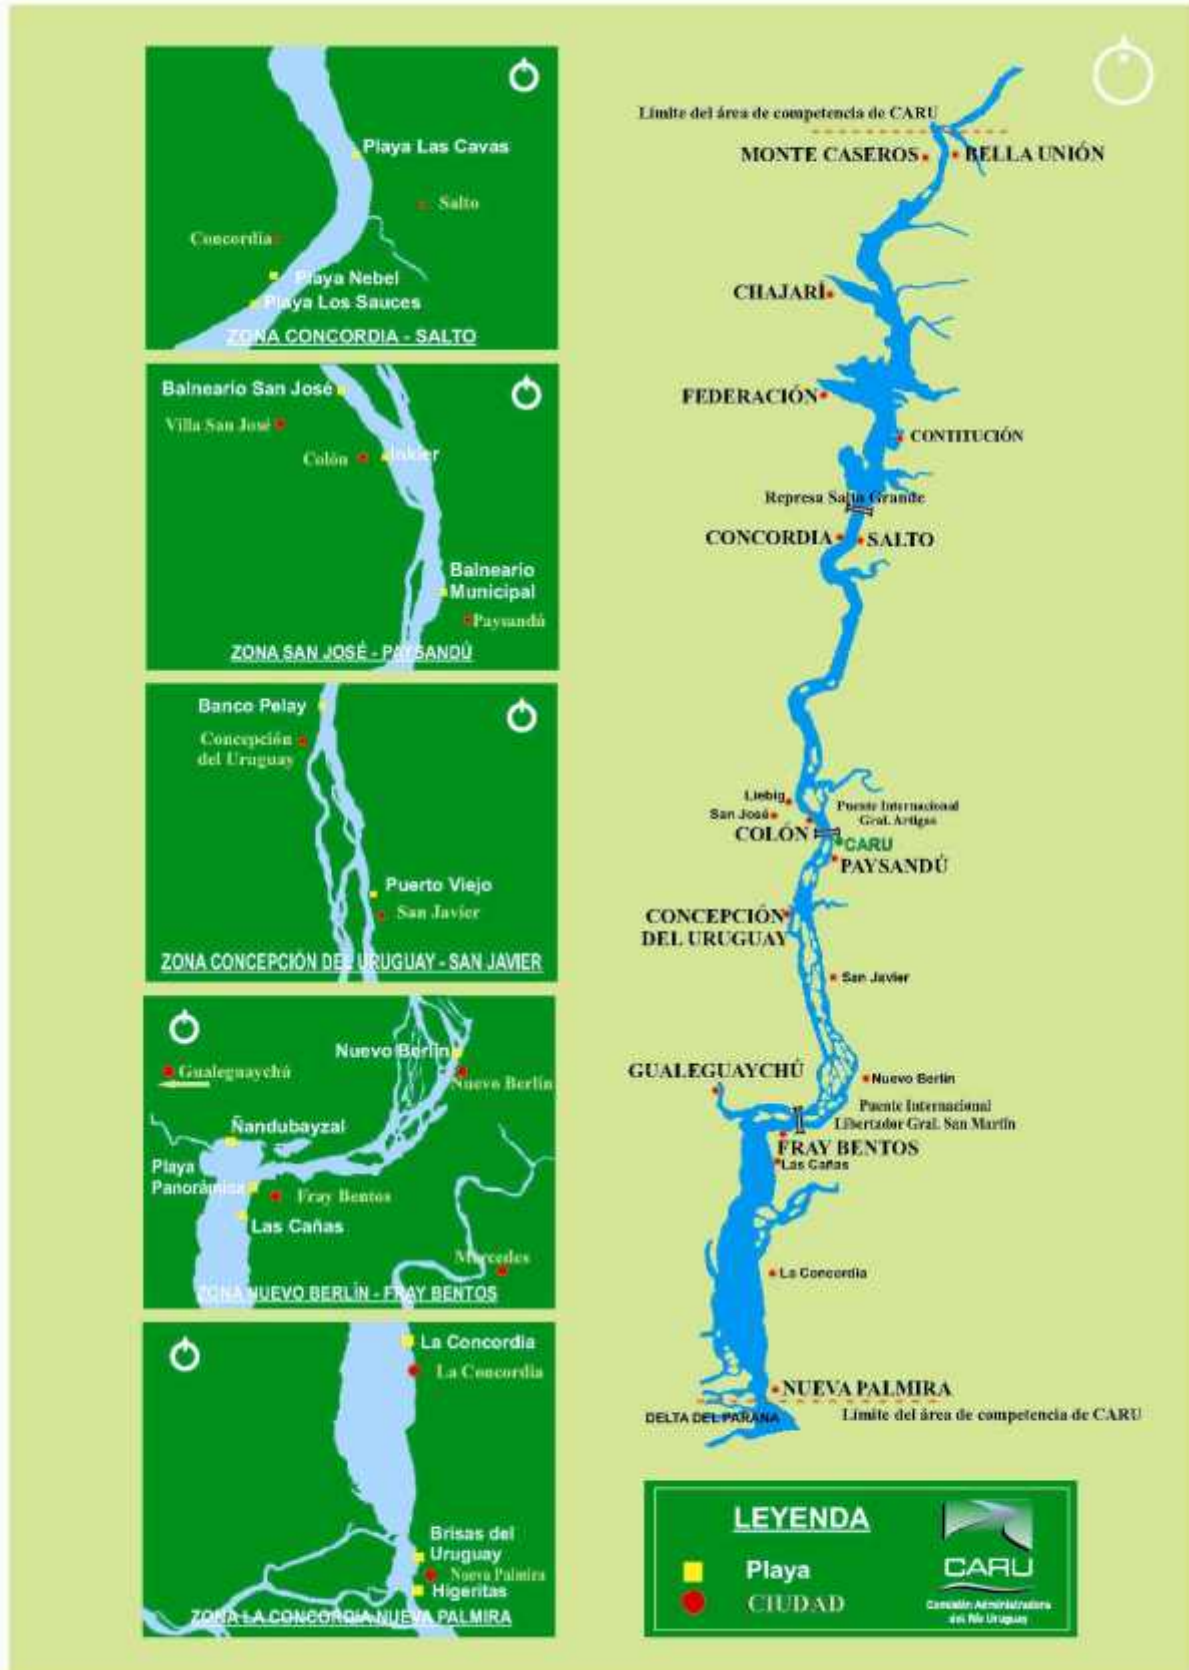 Playa Las Cavas
Salto
Concordia
Playa Nebel
Playa Los Sauces
ZONA CONCORDIA - SALTO
Balneario San José
Villa San José
Colón
Inkier
Balneario
Municipal
Paysandú
ZONA SAN JOSÉ - PAYSANDÚ
Banco Pelay
Concepción
del Uruguay
Puerto Viejo
San Javier
ZONA CONCEPCIÓN DEL URUGUAY - SAN JAVIER
Nuevo Berlín
Gualeguaychú
Nuevo Berlín
Ñandubayzal
Playa
Panorámica
Fray Bentos
Las Cañas
Mercedes
ZONA NUEVO BERLÍN - FRAY BENTOS
La Concordia
La Concordia
Brisas del
Uruguay
Nueva Palmira
Higeritas
ZONA LA CONCORDIA NUEVA PALMIRA
Límite del área de competencia de CARU
MONTE CASEROS
BELLA UNIÓN
CHAJARÍ
FEDERACIÓN
CONTITUCIÓN
Represa Salto Grande
CONCORDIA
SALTO
Liebig
San José
Puente Internacional
Gral. Artigas
COLÓN
CARU
PAYSANDÚ
CONCEPCIÓN
DEL URUGUAY
San Javier
GUALEGUAYCHÚ
Nuevo Berlín
Puente Internacional
Libertador Gral. San Martín
FRAY BENTOS
Las Cañas
La Concordia
NUEVA PALMIRA
DELTA DEL PARANA
Límite del área de competencia de CARU
LEYENDA
Playa
CIUDAD
CARU
Comisión Administradora
del Río Uruguay